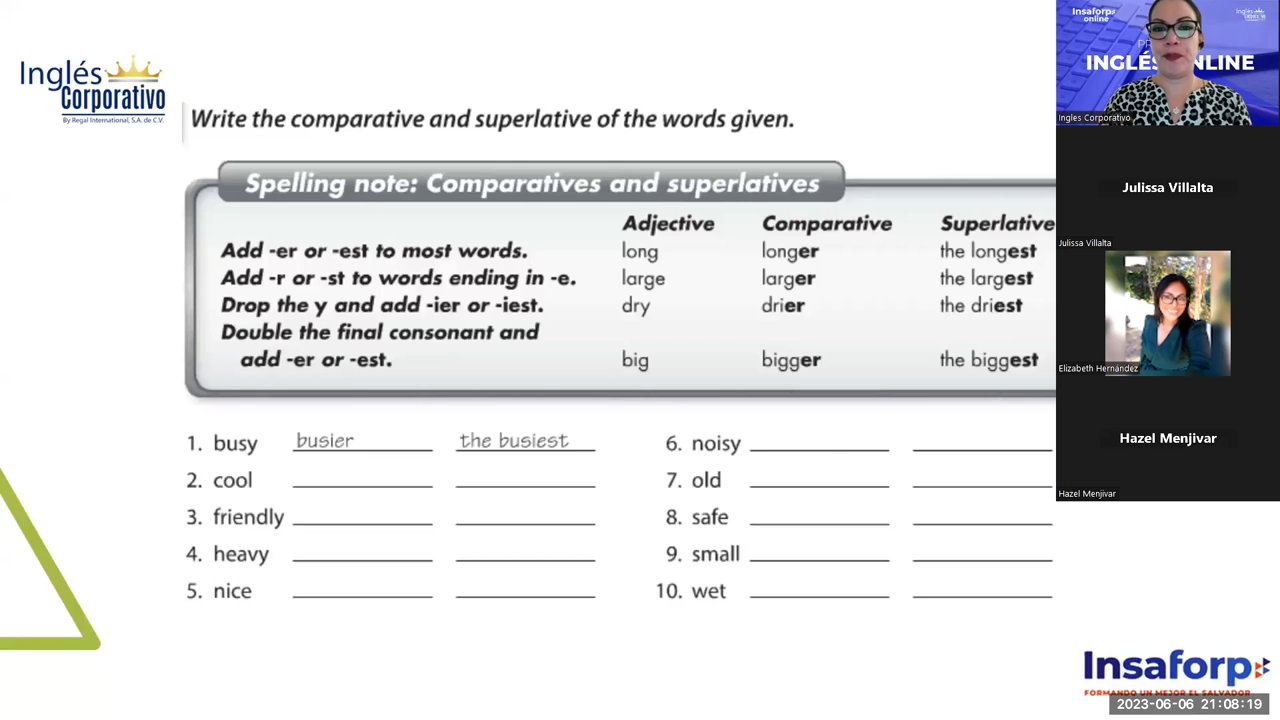 Inglés
Corporativo
By Regal International, S.A. de C.V.
Write the comparative and superlative of the words given.
Spelling note: Comparatives and superlatives
Adjective Comparative Superlative
Add -er or -est to most words. long longer the longest
Add -r or -st to words ending in -e. large larger the largest
Drop the y and add -ier or -iest. dry drier the driest
Double the final consonant and
add -er or -est. big bigger the biggest
1. busy busier the busiest
2. cool
3. friendly
4. heavy
5. nice
6. noisy
7. old
8. safe
9. small
10. wet
Insaforp
online
INGLÉS ONLINE
Ingles Corporativo
Julissa Villalta
Julissa Villalta
Elizabeth Hernández
Hazel Menjivar
Hazel Menjivar
Insaforp
FORMANDO UN MEJOR EL SALVADOR
2023-06-06 21:08:19